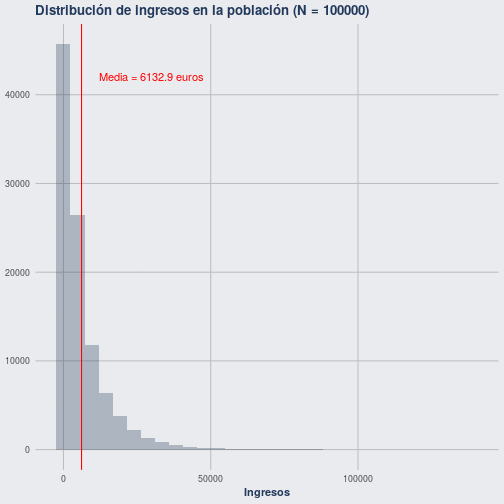 Distribución de ingresos en la población (N = 100000)
Media = 6132.9 euros
40000
30000
20000
10000
0
0 50000 100000
Ingresos